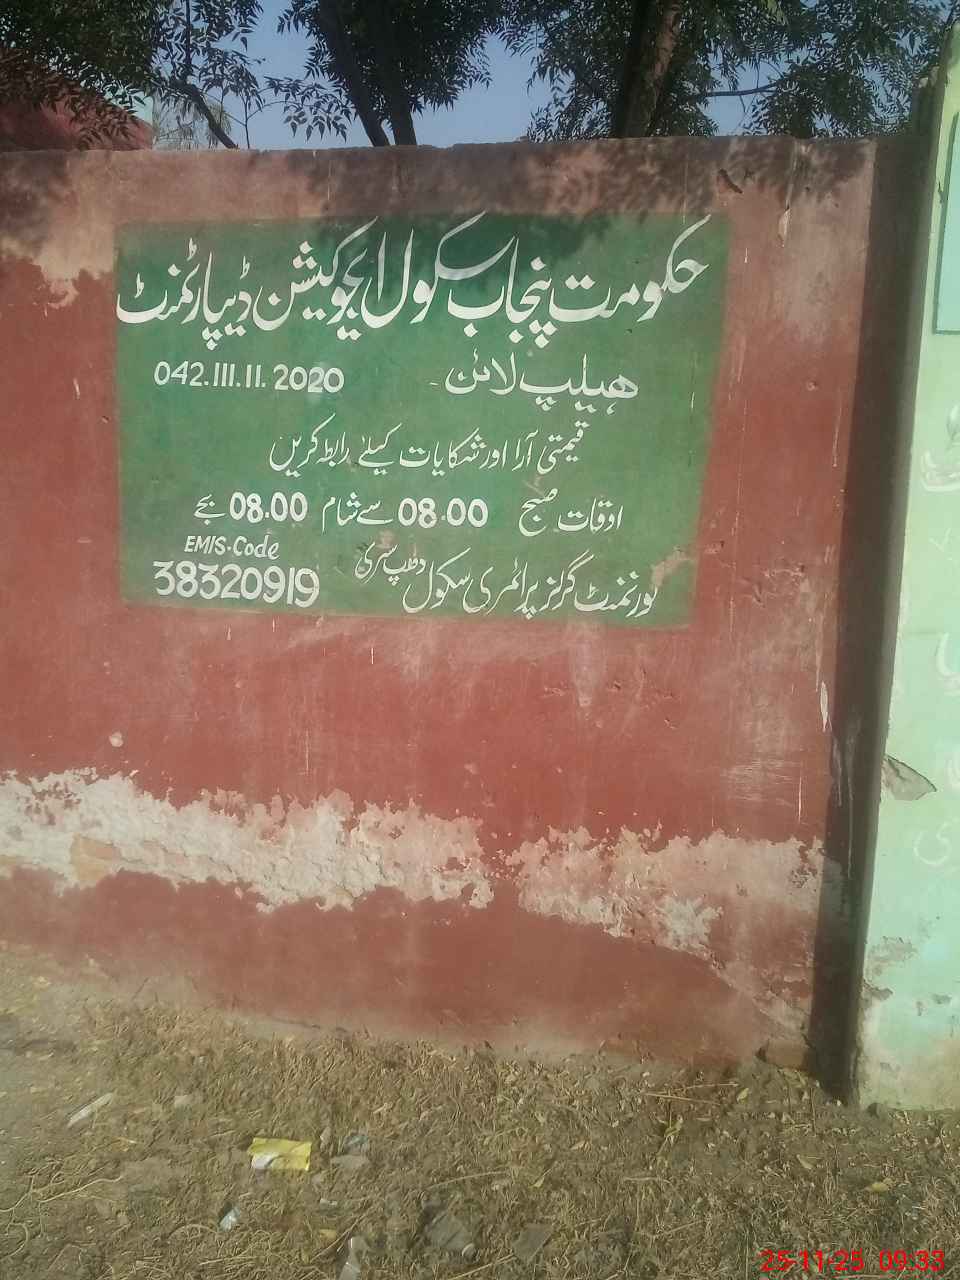 حکومت پنجاب سکول ایجوکیشن ڈیپارٹمنٹ
ہیلپ لائن - 042.111.11.2020
قیمتی آرا اور شکایات کیلئے رابطہ کریں
اوقات صبح 08.00 سے شام 08.00 بجے
EMIS.Code
گورنمنٹ گرلز پرائمری سکول
38320919
25-11-25 09:33